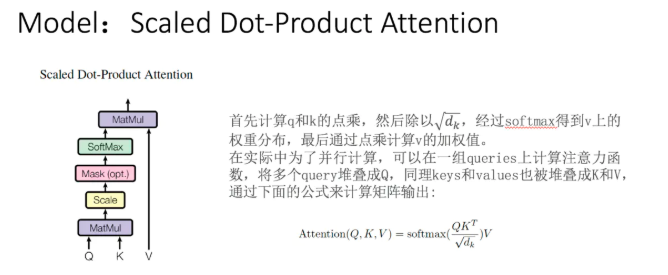 Model：Scaled Dot-Product Attention
Scaled Dot-Product Attention
MatMul
SoftMax
Mask (opt.)
Scale
MatMul
Q K V
首先计算q和k的点乘，然后除以√d_k，经过softmax得到v上的
权重分布，最后通过点乘计算v的加权值。
在实际中为了并行计算，可以在一组queries上计算注意力函
数，将多个query堆叠成Q，同理keys和values也被堆叠成K和V，
通过下面的公式来计算矩阵输出:
Attention(Q, K, V) = softmax(QK^T/√d_k)V